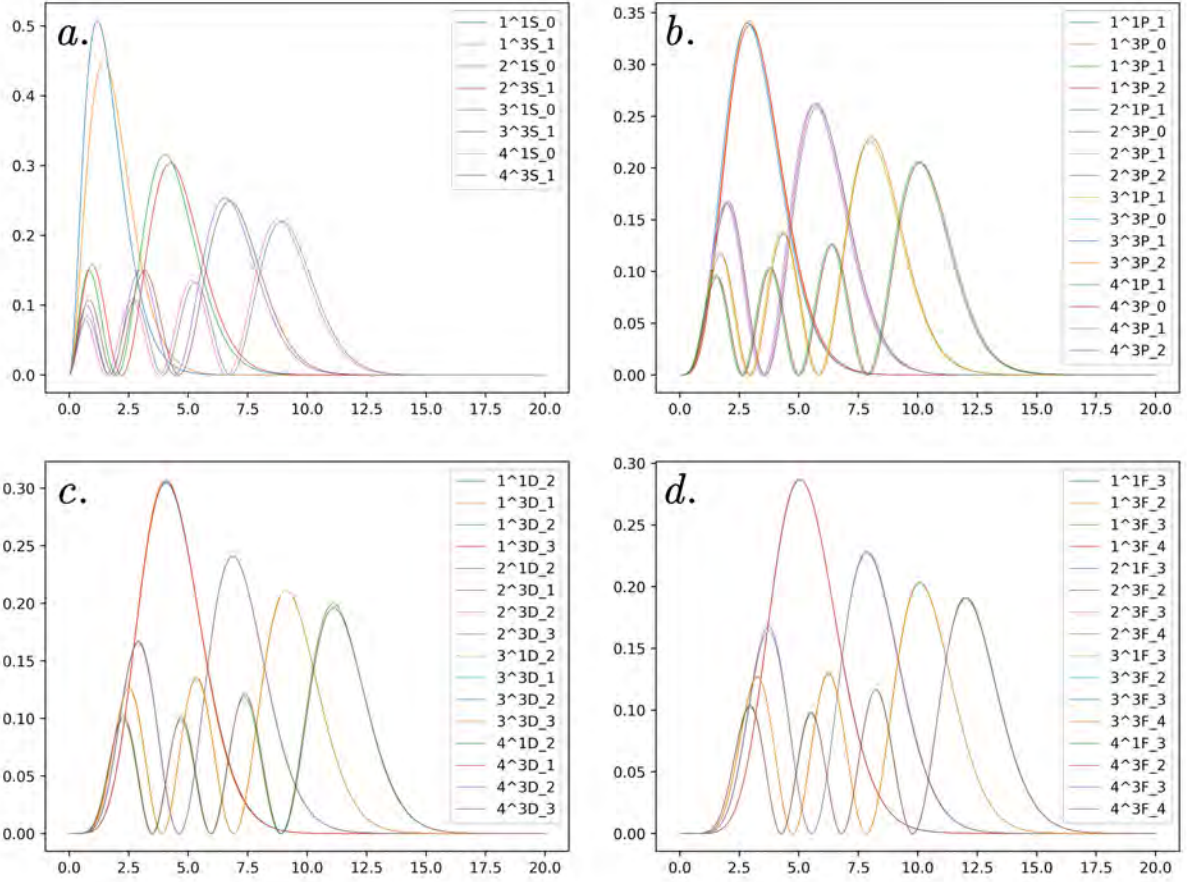 a.
0.5
0.4
0.3
0.2
0.1
0.0
0.0 2.5 5.0 7.5 10.0 12.5 15.0 17.5 20.0
1^1S_0
1^3S_1
2^1S_0
2^3S_1
3^1S_0
3^3S_1
4^1S_0
4^3S_1
b.
0.35
0.30
0.25
0.20
0.15
0.10
0.05
0.00
0.0 2.5 5.0 7.5 10.0 12.5 15.0 17.5 20.0
1^1P_1
1^3P_0
1^3P_1
1^3P_2
2^1P_1
2^3P_0
2^3P_1
2^3P_2
3^1P_1
3^3P_0
3^3P_1
3^3P_2
4^1P_1
4^3P_0
4^3P_1
4^3P_2
c.
0.30
0.25
0.20
0.15
0.10
0.05
0.00
0.0 2.5 5.0 7.5 10.0 12.5 15.0 17.5 20.0
1^1D_2
1^3D_1
1^3D_2
1^3D_3
2^1D_2
2^3D_1
2^3D_2
2^3D_3
3^1D_2
3^3D_1
3^3D_2
3^3D_3
4^1D_2
4^3D_1
4^3D_2
4^3D_3
d.
0.30
0.25
0.20
0.15
0.10
0.05
0.00
0.0 2.5 5.0 7.5 10.0 12.5 15.0 17.5 20.0
1^1F_3
1^3F_2
1^3F_3
1^3F_4
2^1F_3
2^3F_2
2^3F_3
2^3F_4
3^1F_3
3^3F_2
3^3F_3
3^3F_4
4^1F_3
4^3F_2
4^3F_3
4^3F_4